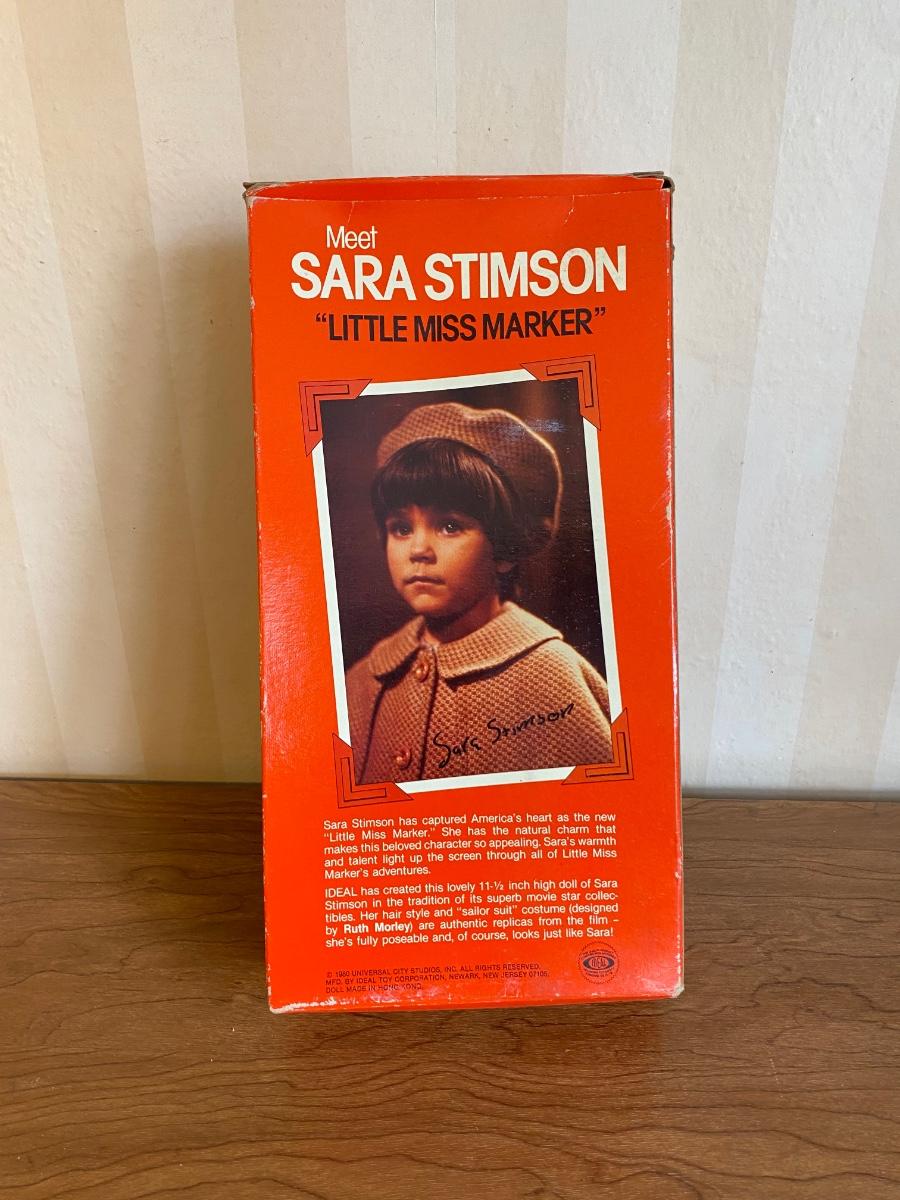 Meet
SARA STIMSON
“LITTLE MISS MARKER”
Sara Stimson
Sara Stimson has captured America's heart as the new
“Little Miss Marker.” She has the natural charm that
makes this beloved character so appealing. Sara's warmth
and talent light up the screen through all of Little Miss
Marker's adventures.
IDEAL has created this lovely 11-½ inch high doll of Sara
Stimson in the tradition of its superb movie star collec-
tibles. Her hair style and “sailor suit” costume (designed
by Ruth Morley) are authentic replicas from the film –
she's fully poseable and, of course, looks just like Sara!
© 1980 UNIVERSAL CITY STUDIOS, INC. ALL RIGHTS RESERVED.
MFD. BY IDEAL TOY CORPORATION, NEWARK, NEW JERSEY 07105.
DOLL MADE IN HONG KONG.
IDEAL